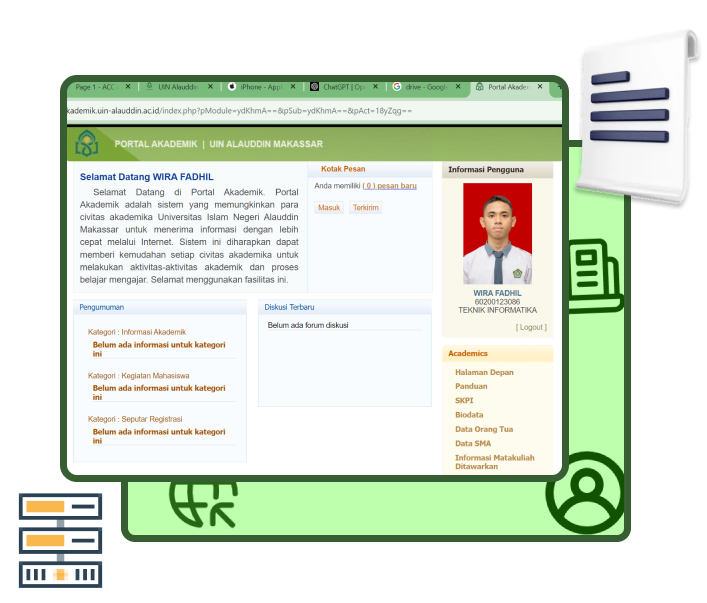 Page 1 - ACC
UIN Alauddin
iPhone - Appl
ChatGPT | Op
drive - Googl
Portal Akade
kademik.uin-alauddin.ac.id/index.php?pModule=ydKhmA==&pSub=ydKhmA==&pAct=18yZqg==
PORTAL AKADEMIK | UIN ALAUDDIN MAKASSAR
Selamat Datang WIRA FADHIL
Selamat Datang di Portal Akademik. Portal
Akademik adalah sistem yang memungkinkan para
civitas akademika Universitas Islam Negeri Alauddin
Makassar untuk menerima informasi dengan lebih
cepat melalui Internet. Sistem ini diharapkan dapat
memberi kemudahan setiap civitas akademika untuk
melakukan aktivitas-aktivitas akademik dan proses
belajar mengajar. Selamat menggunakan fasilitas ini.
Kotak Pesan
Anda memiliki ( 0 ) pesan baru
Masuk Terkirim
Pengumuman
Kategori : Informasi Akademik
Belum ada informasi untuk kategori
ini
Kategori : Kegiatan Mahasiswa
Belum ada informasi untuk kategori
ini
Kategori : Seputar Registrasi
Belum ada informasi untuk kategori
ini
Diskusi Terbaru
Belum ada forum diskusi
Informasi Pengguna
WIRA FADHIL
60200123086
TEKNIK INFORMATIKA
[ Logout ]
Academics
Halaman Depan
Panduan
SKPI
Biodata
Data Orang Tua
Data SMA
Informasi Matakuliah
Ditawarkan